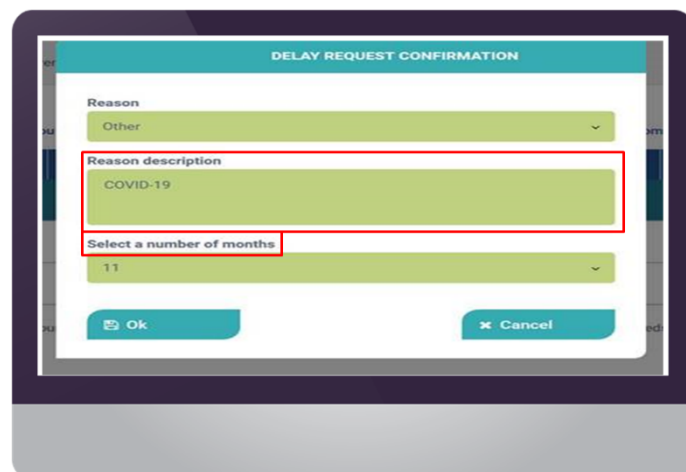 DELAY REQUEST CONFIRMATION
Reason
Other
Reason description
COVID-19
Select a number of months
11
Ok
Cancel